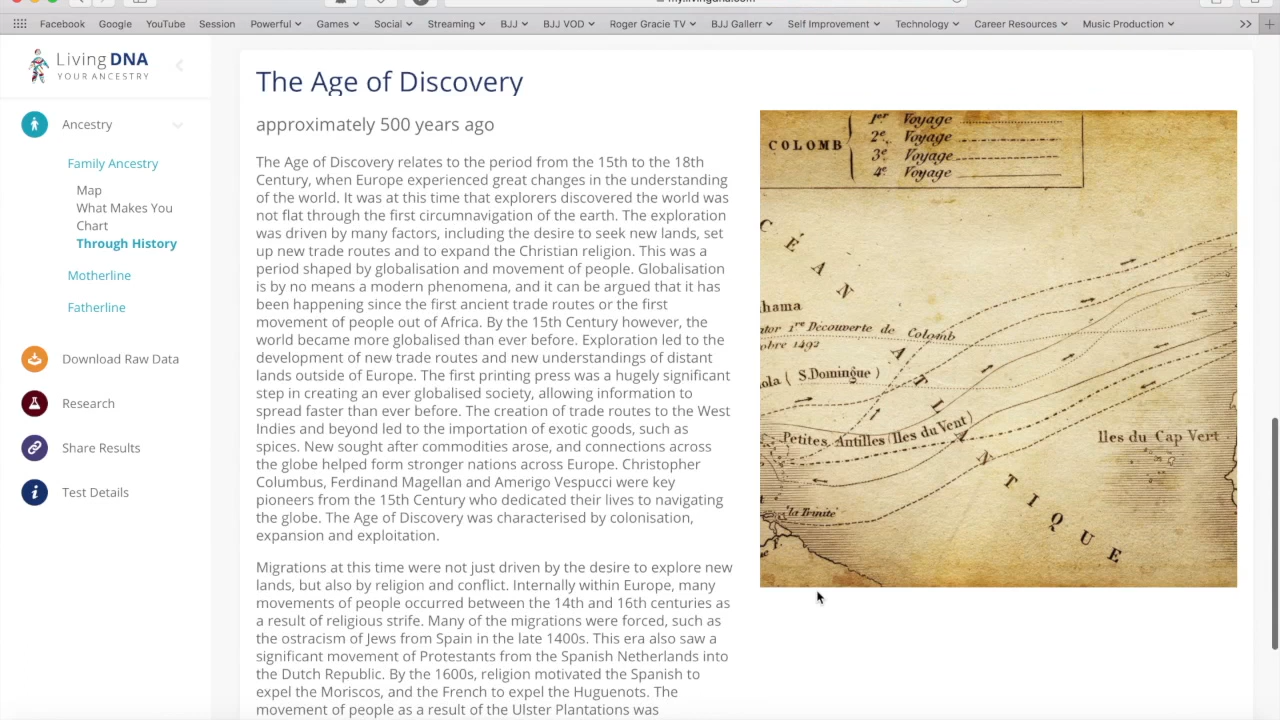 my.livingdna.com
Facebook Google YouTube Session Powerful Games Social Streaming BJJ BJJ VOD Roger Gracie TV BJJ Gallerr Self Improvement Technology Career Resources Music Production
Living DNA
YOUR ANCESTRY
Ancestry
Family Ancestry
Map
What Makes You
Chart
Through History
Motherline
Fatherline
Download Raw Data
Research
Share Results
Test Details
The Age of Discovery
approximately 500 years ago
The Age of Discovery relates to the period from the 15th to the 18th
Century, when Europe experienced great changes in the understanding
of the world. It was at this time that explorers discovered the world was
not flat through the first circumnavigation of the earth. The exploration
was driven by many factors, including the desire to seek new lands, set
up new trade routes and to expand the Christian religion. This was a
period shaped by globalisation and movement of people. Globalisation
is by no means a modern phenomena, and it can be argued that it has
been happening since the first ancient trade routes or the first
movement of people out of Africa. By the 15th Century however, the
world became more globalised than ever before. Exploration led to the
development of new trade routes and new understandings of distant
lands outside of Europe. The first printing press was a hugely significant
step in creating an ever globalised society, allowing information to
spread faster than ever before. The creation of trade routes to the West
Indies and beyond led to the importation of exotic goods, such as
spices. New sought after commodities arose, and connections across
the globe helped form stronger nations across Europe. Christopher
Columbus, Ferdinand Magellan and Amerigo Vespucci were key
pioneers from the 15th Century who dedicated their lives to navigating
the globe. The Age of Discovery was characterised by colonisation,
expansion and exploitation.
Migrations at this time were not just driven by the desire to explore new
lands, but also by religion and conflict. Internally within Europe, many
movements of people occurred between the 14th and 16th centuries as
a result of religious strife. Many of the migrations were forced, such as
the ostracism of Jews from Spain in the late 1400s. This era also saw a
significant movement of Protestants from the Spanish Netherlands into
the Dutch Republic. By the 1600s, religion motivated the Spanish to
expel the Moriscos, and the French to expel the Huguenots. The
movement of people as a result of the Ulster Plantations was
COLOMB
1er Voyage
2e. Voyage
3e. Voyage
4e. Voyage
CÉAN
ATLANTIQUE
hama
ator 1re Découverte de Colomb
obre 1492
ola ( S.Domingue )
Petites Antilles (Iles du Vent)
Iles du Cap Vert
la Trinité